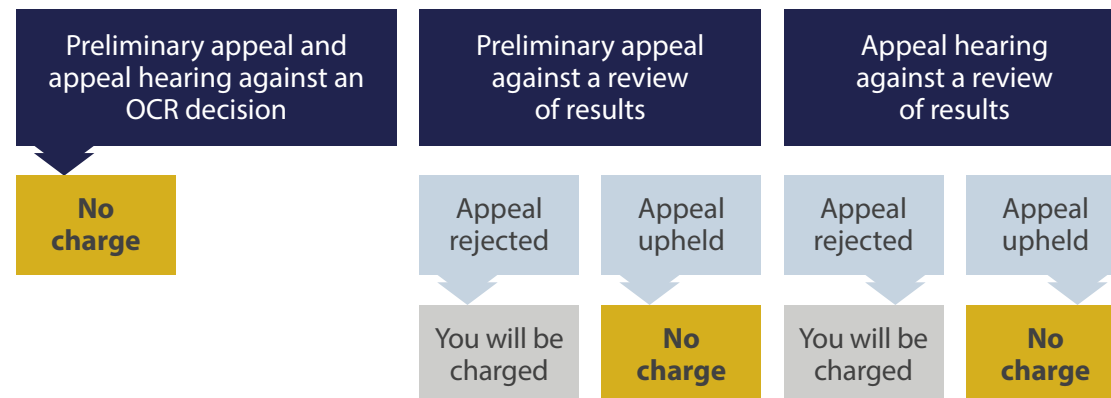 Preliminary appeal and
appeal hearing against an
OCR decision
No
charge
Preliminary appeal
against a review
of results
Appeal
rejected
You will be
charged
Appeal
upheld
No
charge
Appeal hearing
against a review
of results
Appeal
rejected
You will be
charged
Appeal
upheld
No
charge